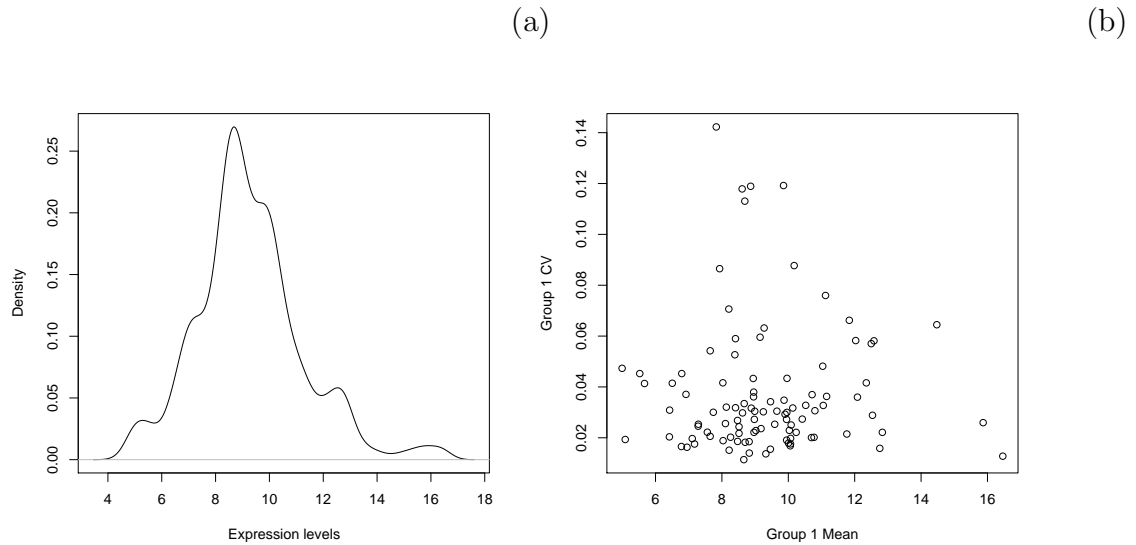 (a)
(b)
Density
0.00 0.05 0.10 0.15 0.20 0.25
4 6 8 10 12 14 16 18
Expression levels
Group 1 CV
0.02 0.04 0.06 0.08 0.10 0.12 0.14
6 8 10 12 14 16
Group 1 Mean